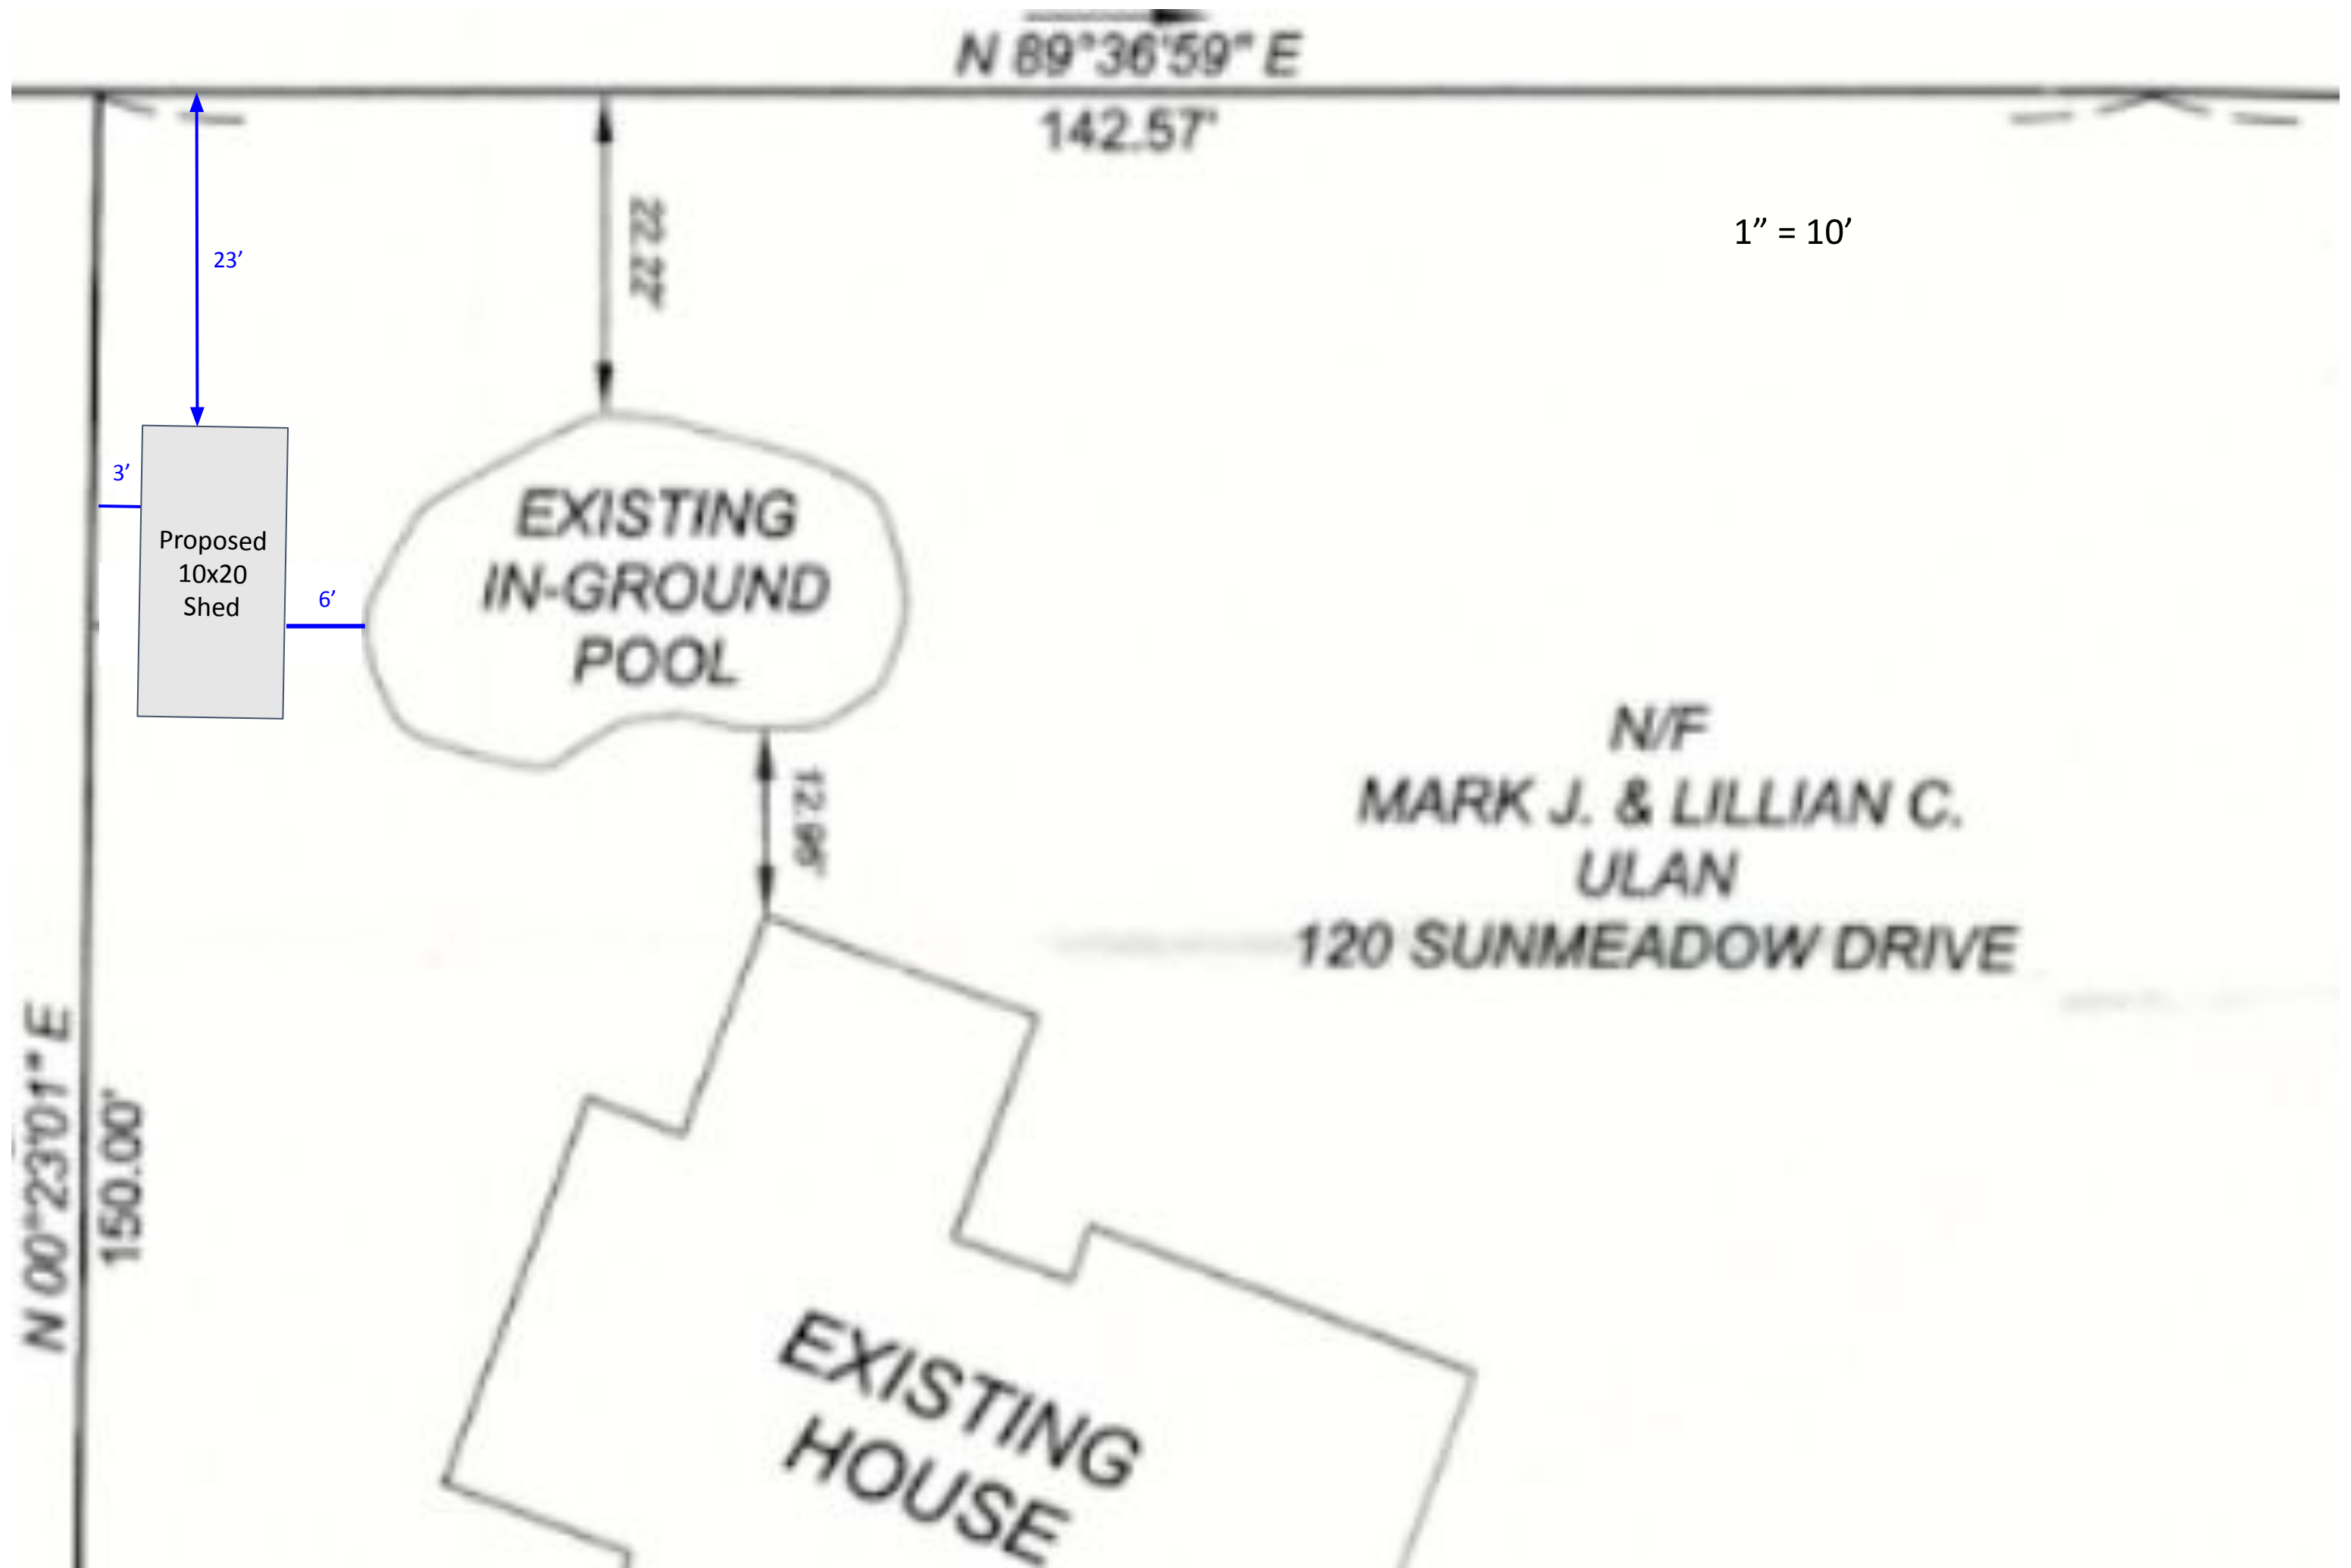 N 89°36'59" E
142.57'
1” = 10’
22.22'
23’
3’
Proposed
10x20
Shed
6’
EXISTING
IN-GROUND
POOL
12.96'
N/F
MARK J. & LILLIAN C.
ULAN
120 SUNMEADOW DRIVE
N 00°23'01" E
150.00'
EXISTING
HOUSE